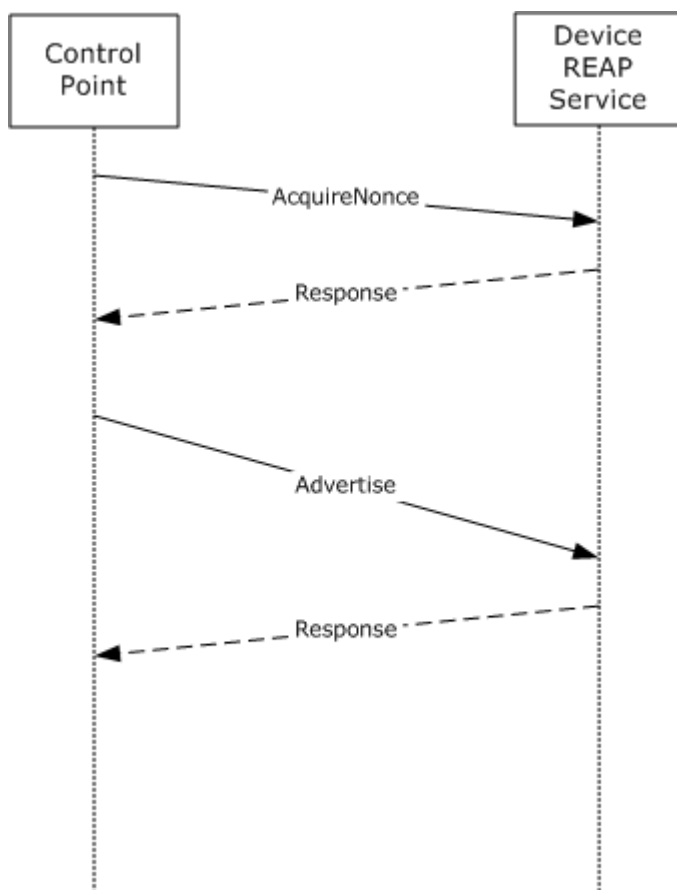 Control
Point
Device
REAP
Service
AcquireNonce
Response
Advertise
Response